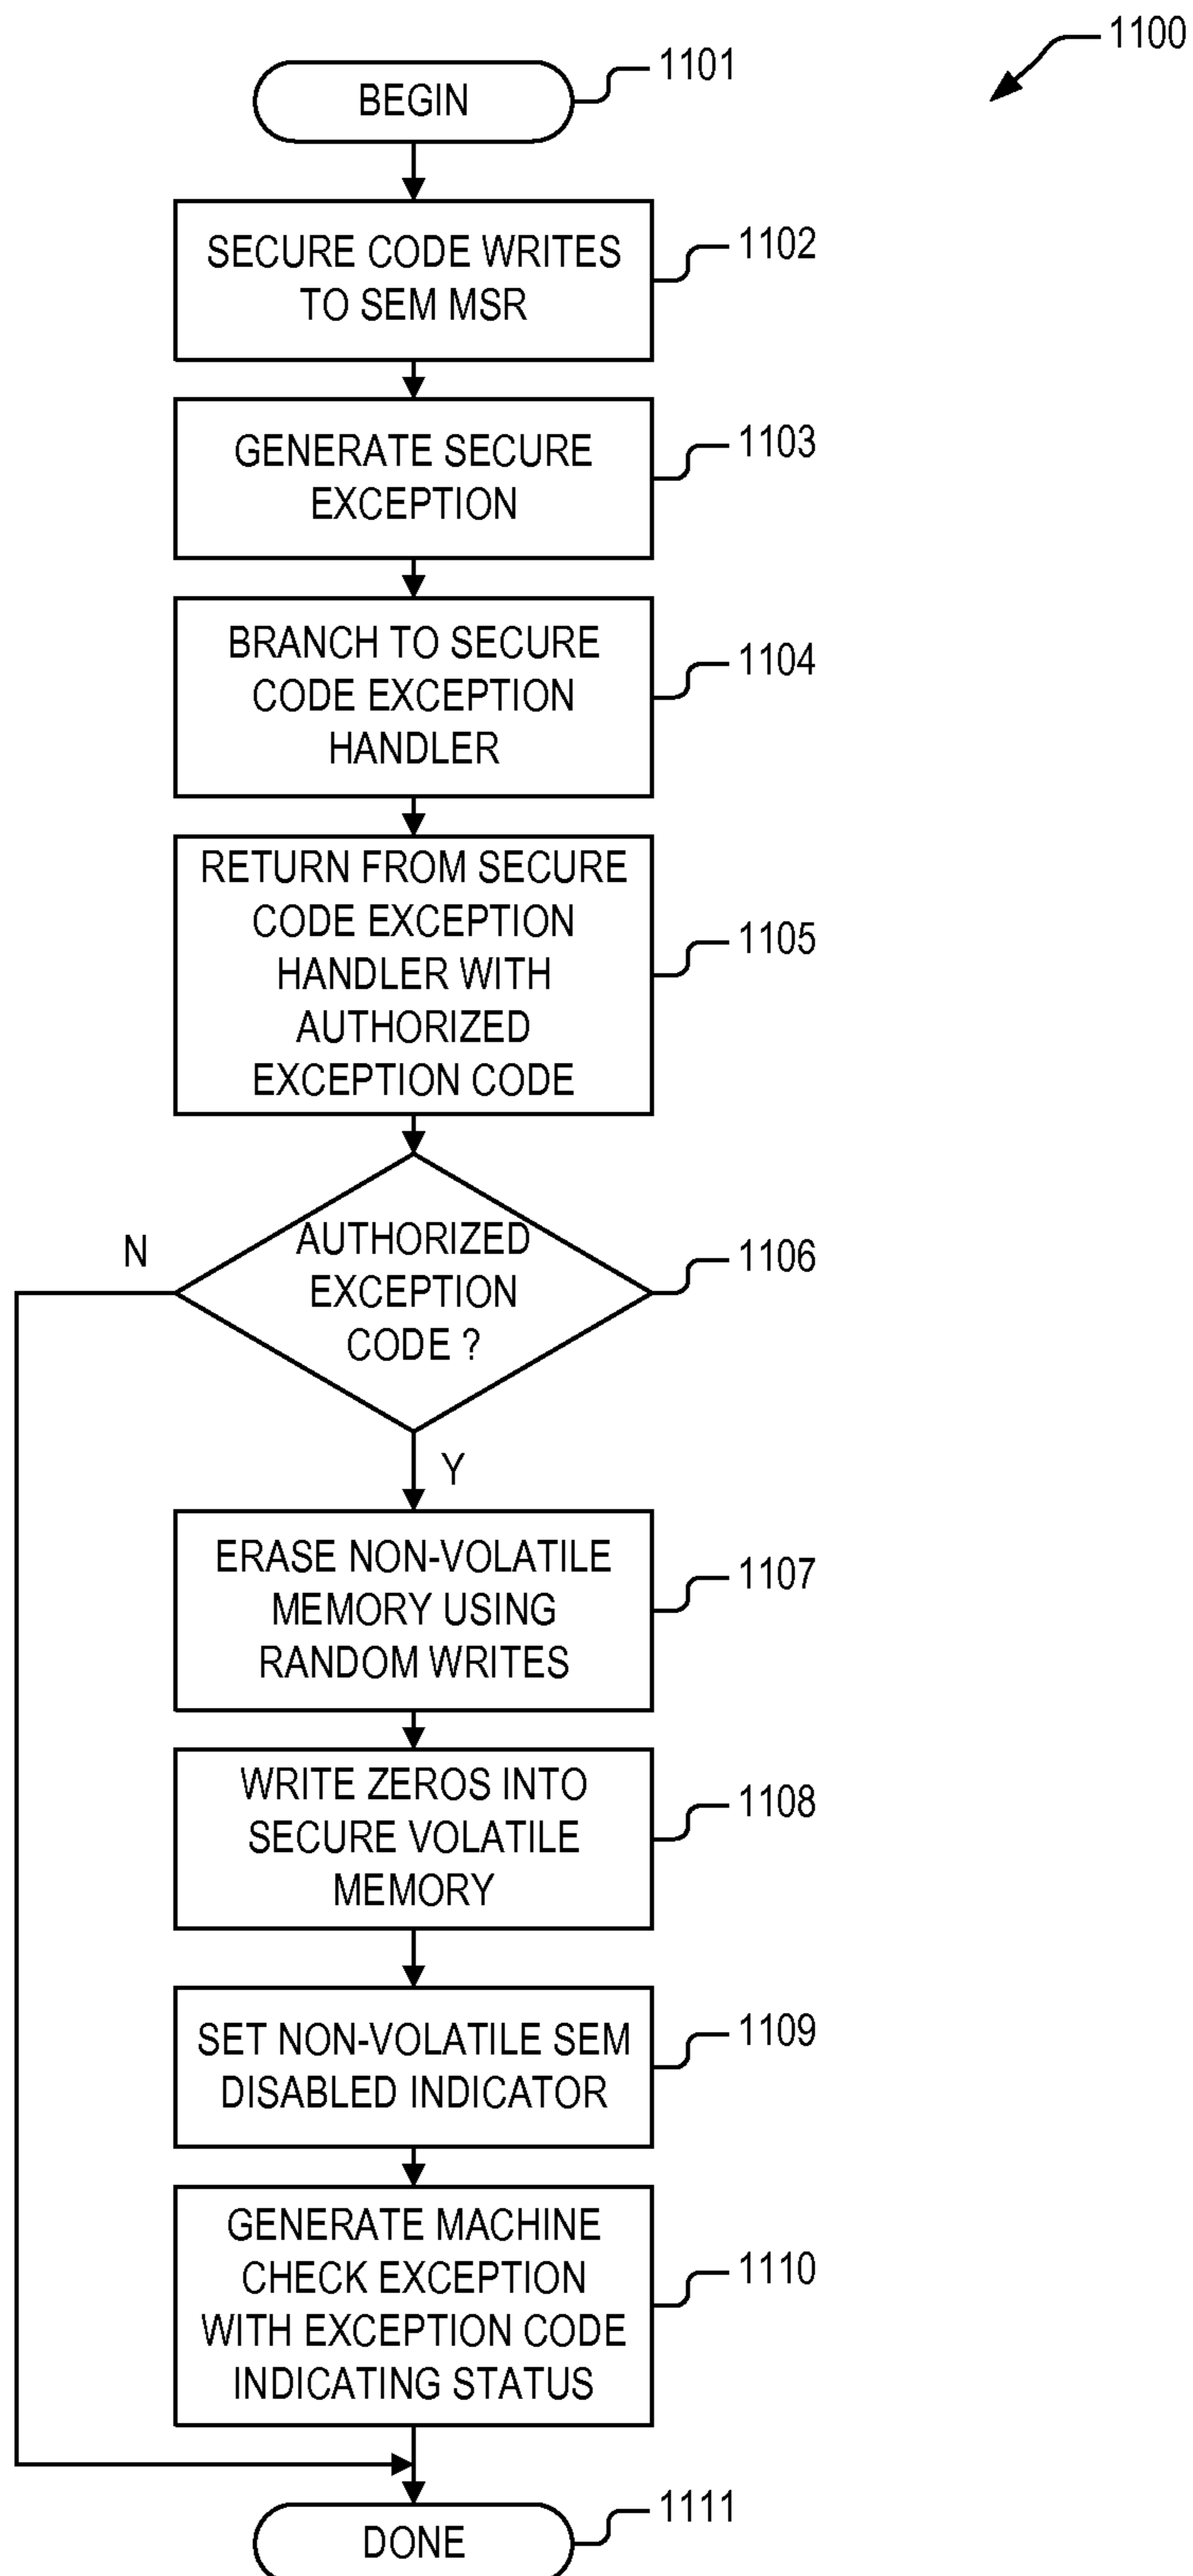 1100
BEGIN
1101
SECURE CODE WRITES
TO SEM MSR
1102
GENERATE SECURE
EXCEPTION
1103
BRANCH TO SECURE
CODE EXCEPTION
HANDLER
1104
RETURN FROM SECURE
CODE EXCEPTION
HANDLER WITH
AUTHORIZED
EXCEPTION CODE
1105
AUTHORIZED
EXCEPTION
CODE ?
1106
N
Y
ERASE NON-VOLATILE
MEMORY USING
RANDOM WRITES
1107
WRITE ZEROS INTO
SECURE VOLATILE
MEMORY
1108
SET NON-VOLATILE SEM
DISABLED INDICATOR
1109
GENERATE MACHINE
CHECK EXCEPTION
WITH EXCEPTION CODE
INDICATING STATUS
1110
DONE
1111